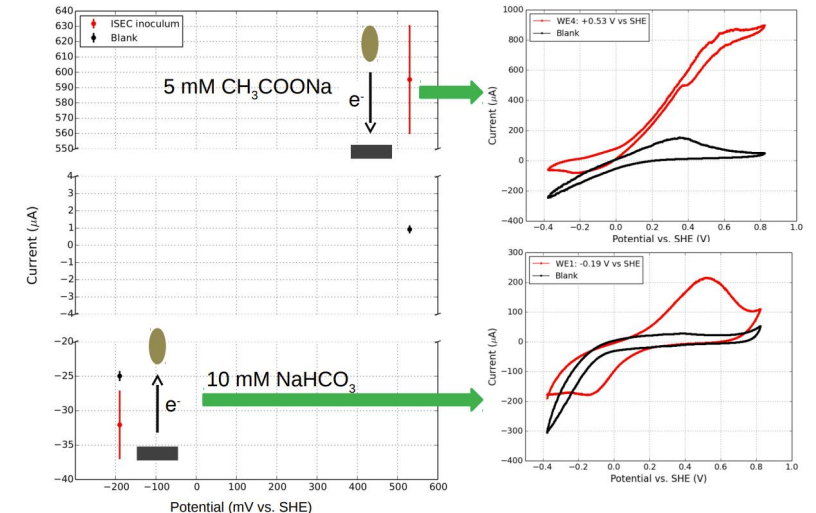 ISEC inoculum
Blank
5 mM CH₃COONa
e⁻
640
630
620
610
600
590
580
570
560
550
4
3
2
1
0
−1
−2
−3
−4
−20
−25
−30
−35
−40
Current (μA)
10 mM NaHCO₃
e⁻
−200 −100 0 100 200 300 400 500 600
Potential (mV vs. SHE)
WE4: +0.53 V vs SHE
Blank
1000
800
600
400
200
0
−200
−400
Current (μA)
−0.4 −0.2 0.0 0.2 0.4 0.6 0.8 1.0
Potential vs. SHE (V)
WE1: -0.19 V vs SHE
Blank
300
200
100
0
−100
−200
−300
−400
Current (μA)
−0.4 −0.2 0.0 0.2 0.4 0.6 0.8 1.0
Potential vs. SHE (V)